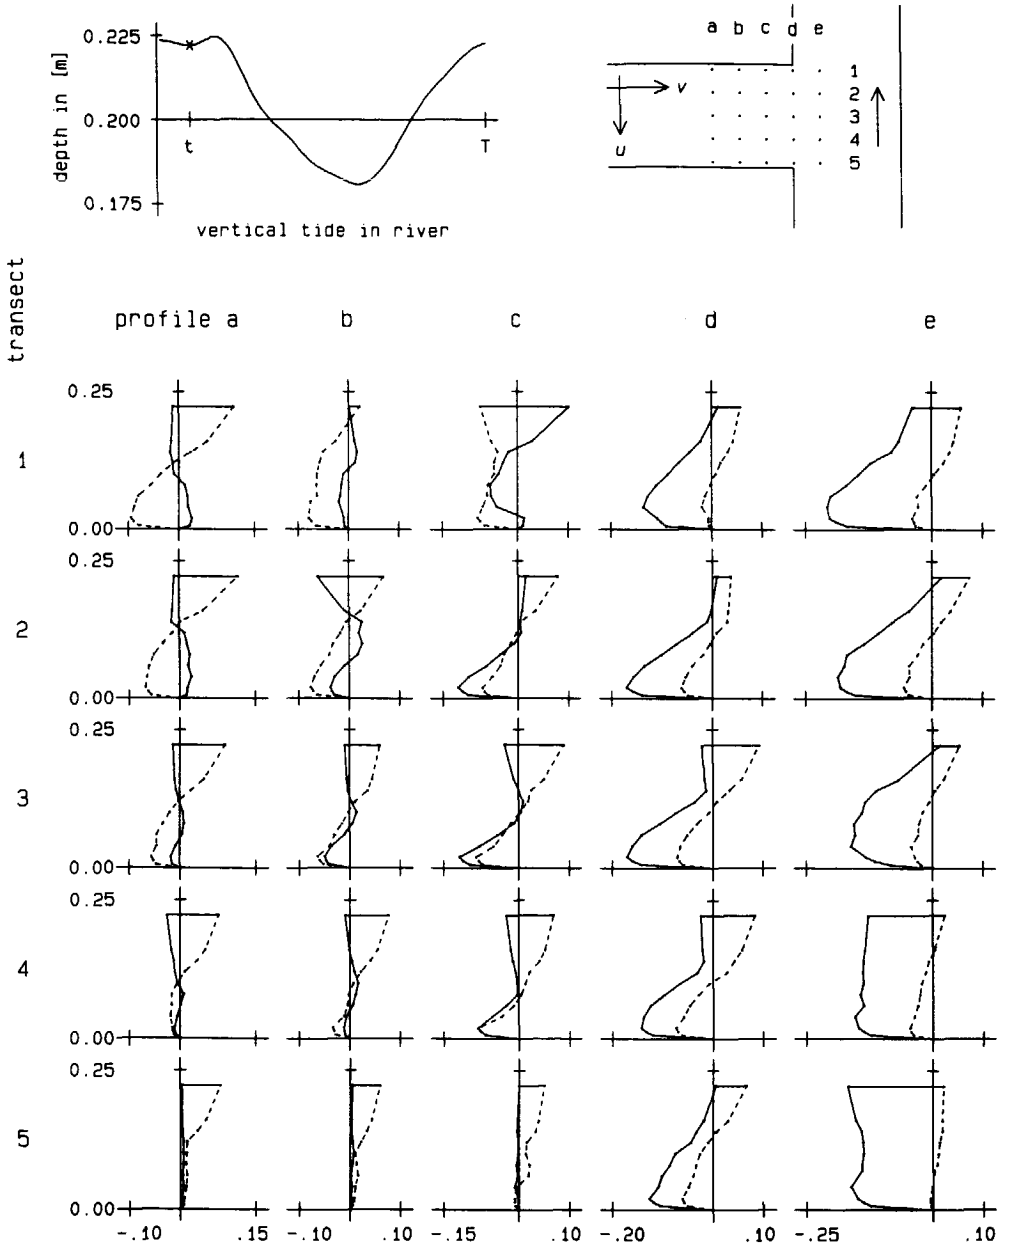 depth in [m]
0.225
0.200
0.175
t
T
vertical tide in river
a b c d e
v
u
1
2
3
4
5
transect
profile a b c d e
0.25
1
0.00
0.25
2
0.00
0.25
3
0.00
0.25
4
0.00
0.25
5
0.00
-.10 .15 -.10 .10 -.15 .10 -.20 .10 -.25 .10